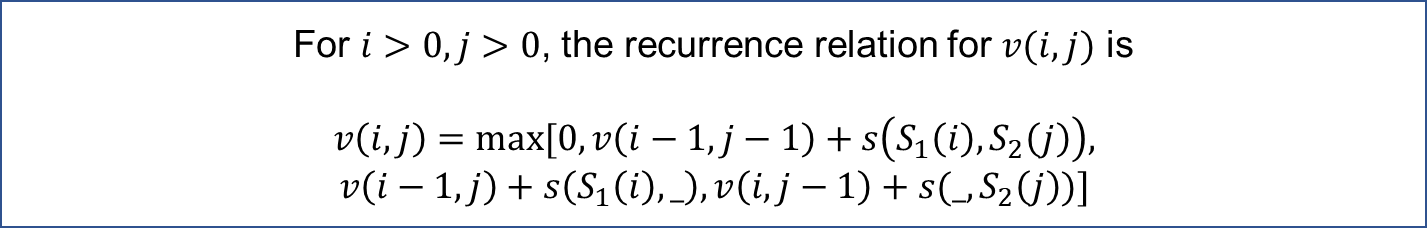 For 𝑖 > 0, 𝑗 > 0, the recurrence relation for 𝑣(𝑖, 𝑗) is
𝑣(𝑖, 𝑗) = max[0, 𝑣(𝑖 − 1, 𝑗 − 1) + 𝑠(𝑆₁(𝑖), 𝑆₂(𝑗)),
𝑣(𝑖 − 1, 𝑗) + 𝑠(𝑆₁(𝑖), _), 𝑣(𝑖, 𝑗 − 1) + 𝑠(_, 𝑆₂(𝑗))]